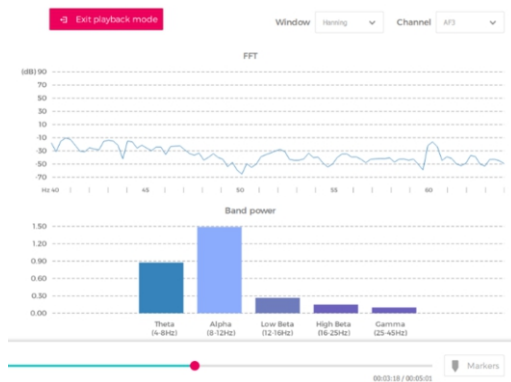 Exit playback mode
Window Hanning
Channel AF3
FFT
(dB) 90
70
50
30
10
-10
-30
-50
-70
Hz 40 45 50 55 60
Band power
1.50
1.20
0.90
0.60
0.30
0.00
Theta Alpha Low Beta High Beta Gamma
(4-8Hz) (8-12Hz) (12-16Hz) (16-25Hz) (25-45Hz)
Markers
00:03:18 / 00:05:01